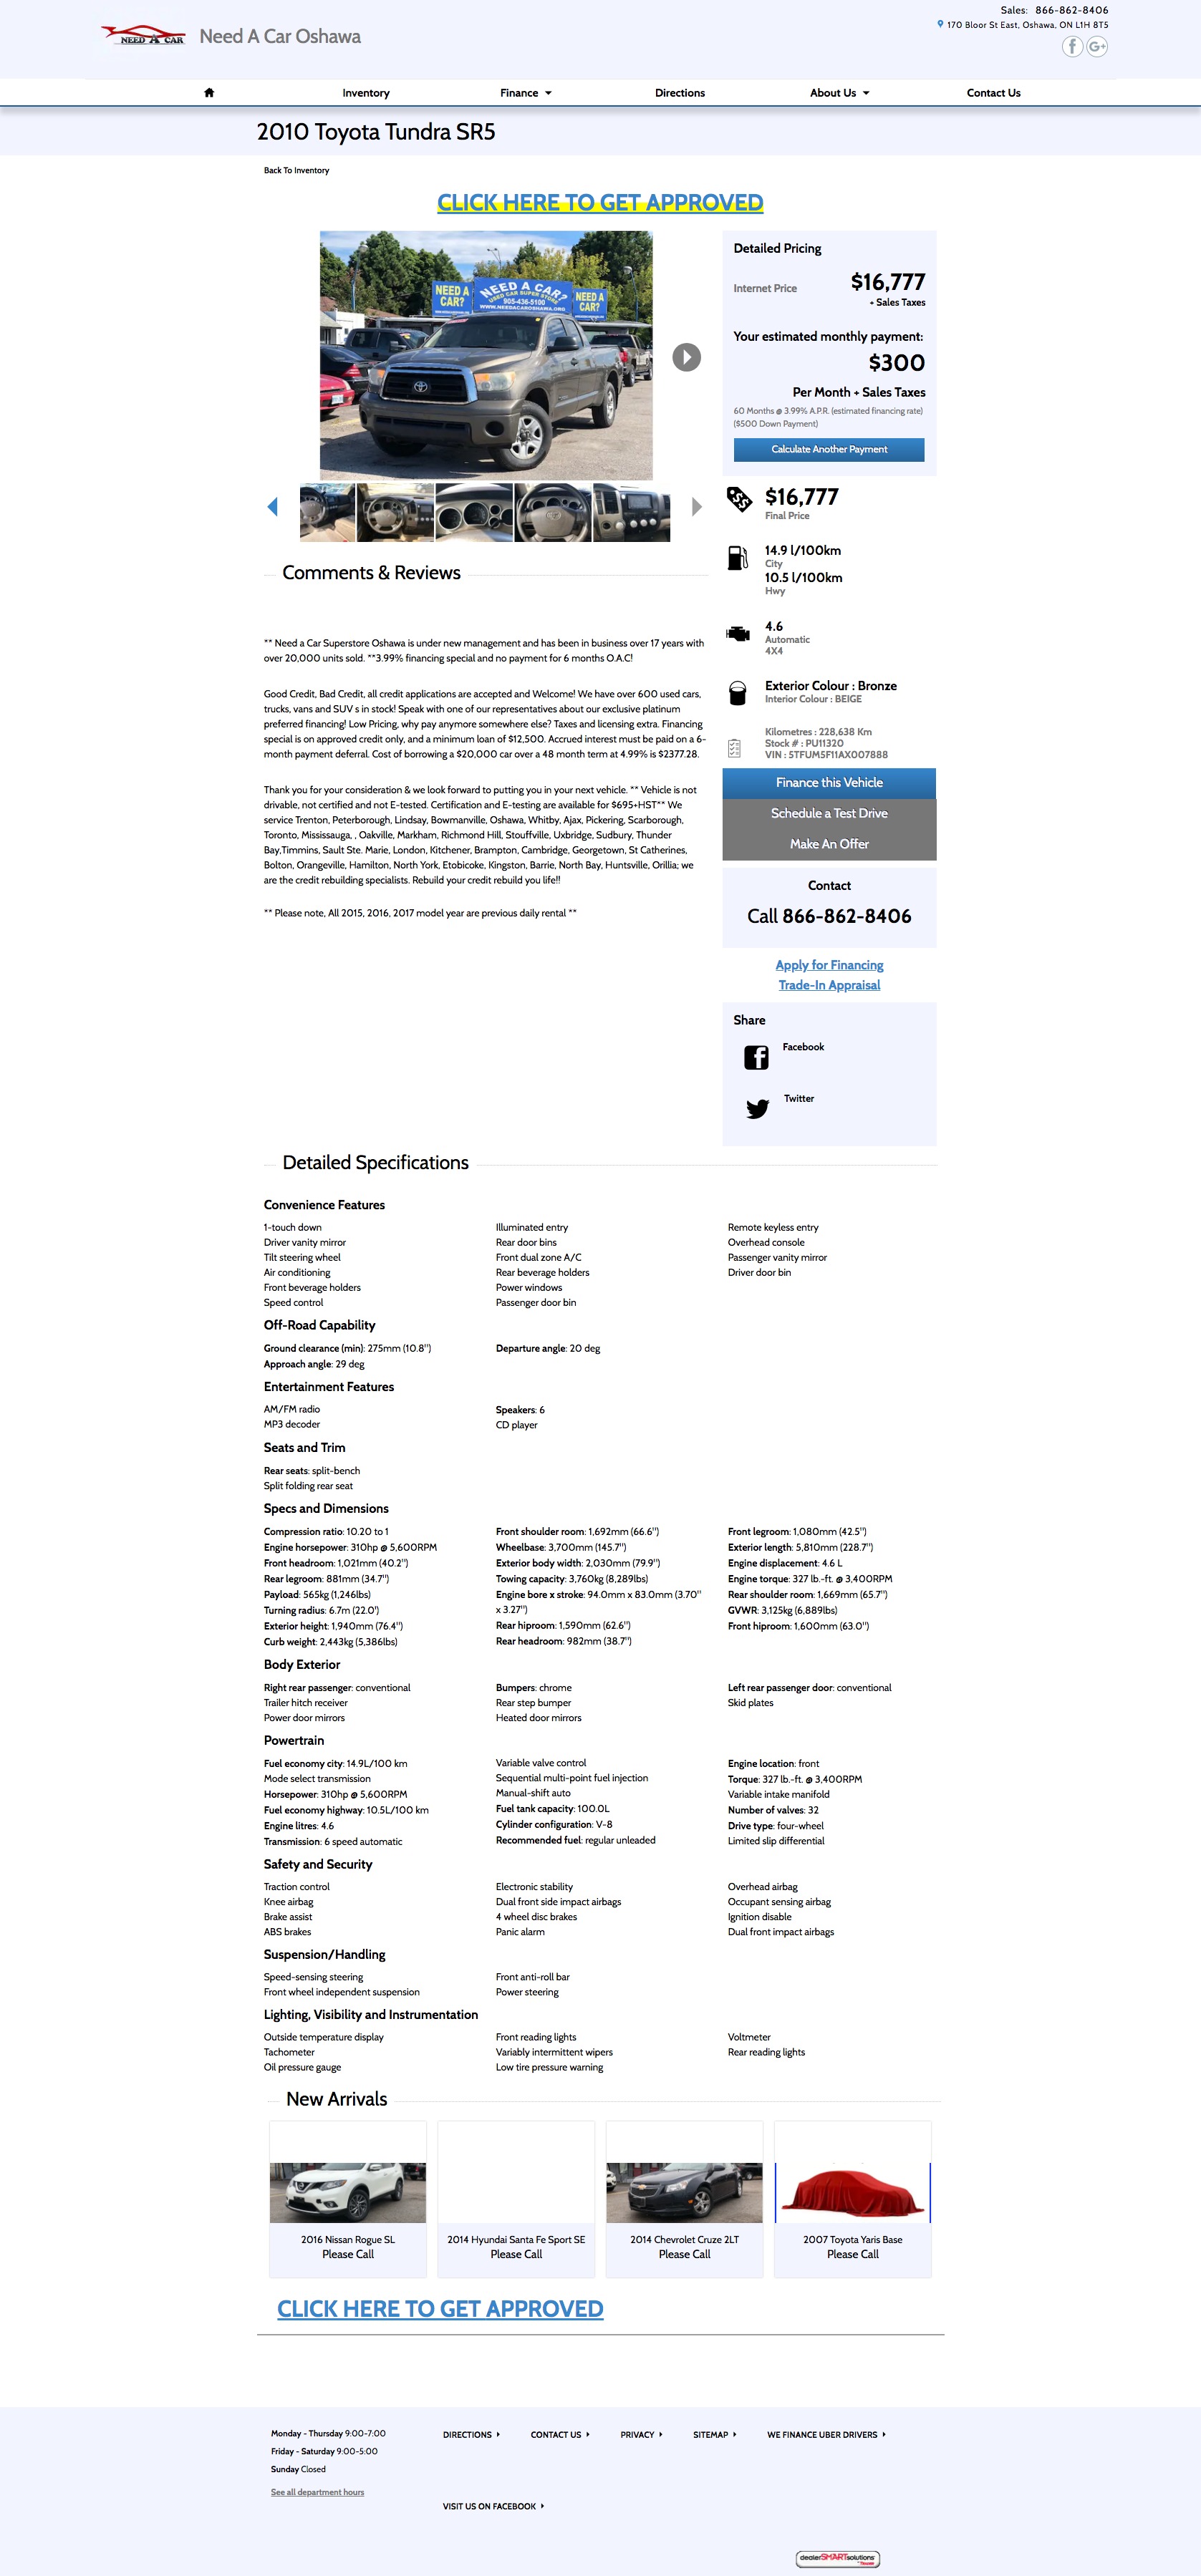 NEED A CAR
Need A Car Oshawa
Sales: 866-862-8406
170 Bloor St East, Oshawa, ON L1H 8T5
Inventory
Finance
Directions
About Us
Contact Us
2010 Toyota Tundra SR5
Back To Inventory
CLICK HERE TO GET APPROVED
NEED A CAR?
NEED A CAR?
USED CAR SUPER STORE
905-436-5100
WWW.NEEDACAROSHAWA.ORG
NEED A CAR?
Detailed Pricing
Internet Price
$16,777
+ Sales Taxes
Your estimated monthly payment:
$300
Per Month + Sales Taxes
60 Months @ 3.99% A.P.R. (estimated financing rate)
($500 Down Payment)
Calculate Another Payment
$16,777
Final Price
14.9 l/100km
City
10.5 l/100km
Hwy
4.6
Automatic
4X4
Exterior Colour : Bronze
Interior Colour : BEIGE
Kilometres : 228,638 Km
Stock # : PU11320
VIN : 5TFUM5F11AX007888
Finance this Vehicle
Schedule a Test Drive
Make An Offer
Contact
Call 866-862-8406
Apply for Financing
Trade-In Appraisal
Share
Facebook
Twitter
Comments & Reviews
** Need a Car Superstore Oshawa is under new management and has been in business over 17 years with
over 20,000 units sold. **3.99% financing special and no payment for 6 months O.A.C!
Good Credit, Bad Credit, all credit applications are accepted and Welcome! We have over 600 used cars,
trucks, vans and SUV s in stock! Speak with one of our representatives about our exclusive platinum
preferred financing! Low Pricing, why pay anymore somewhere else? Taxes and licensing extra. Financing
special is on approved credit only, and a minimum loan of $12,500. Accrued interest must be paid on a 6-
month payment deferral. Cost of borrowing a $20,000 car over a 48 month term at 4.99% is $2377.28.
Thank you for your consideration & we look forward to putting you in your next vehicle. ** Vehicle is not
drivable, not certified and not E-tested. Certification and E-testing are available for $695+HST** We
service Trenton, Peterborough, Lindsay, Bowmanville, Oshawa, Whitby, Ajax, Pickering, Scarborough,
Toronto, Mississauga, , Oakville, Markham, Richmond Hill, Stouffville, Uxbridge, Sudbury, Thunder
Bay,Timmins, Sault Ste. Marie, London, Kitchener, Brampton, Cambridge, Georgetown, St Catherines,
Bolton, Orangeville, Hamilton, North York, Etobicoke, Kingston, Barrie, North Bay, Huntsville, Orillia; we
are the credit rebuilding specialists. Rebuild your credit rebuild you life!!
** Please note, All 2015, 2016, 2017 model year are previous daily rental **
Detailed Specifications
Convenience Features
1-touch down
Driver vanity mirror
Tilt steering wheel
Air conditioning
Front beverage holders
Speed control
Illuminated entry
Rear door bins
Front dual zone A/C
Rear beverage holders
Power windows
Passenger door bin
Remote keyless entry
Overhead console
Passenger vanity mirror
Driver door bin
Off-Road Capability
Ground clearance (min): 275mm (10.8")
Approach angle: 29 deg
Departure angle: 20 deg
Entertainment Features
AM/FM radio
MP3 decoder
Speakers: 6
CD player
Seats and Trim
Rear seats: split-bench
Split folding rear seat
Specs and Dimensions
Compression ratio: 10.20 to 1
Engine horsepower: 310hp @ 5,600RPM
Front headroom: 1,021mm (40.2")
Rear legroom: 881mm (34.7")
Payload: 565kg (1,246lbs)
Turning radius: 6.7m (22.0')
Exterior height: 1,940mm (76.4")
Curb weight: 2,443kg (5,386lbs)
Front shoulder room: 1,692mm (66.6")
Wheelbase: 3,700mm (145.7")
Exterior body width: 2,030mm (79.9")
Towing capacity: 3,760kg (8,289lbs)
Engine bore x stroke: 94.0mm x 83.0mm (3.70"
x 3.27")
Rear hiproom: 1,590mm (62.6")
Rear headroom: 982mm (38.7")
Front legroom: 1,080mm (42.5")
Exterior length: 5,810mm (228.7")
Engine displacement: 4.6 L
Engine torque: 327 lb.-ft. @ 3,400RPM
Rear shoulder room: 1,669mm (65.7")
GVWR: 3,125kg (6,889lbs)
Front hiproom: 1,600mm (63.0")
Body Exterior
Right rear passenger: conventional
Trailer hitch receiver
Power door mirrors
Bumpers: chrome
Rear step bumper
Heated door mirrors
Left rear passenger door: conventional
Skid plates
Powertrain
Fuel economy city: 14.9L/100 km
Mode select transmission
Horsepower: 310hp @ 5,600RPM
Fuel economy highway: 10.5L/100 km
Engine litres: 4.6
Transmission: 6 speed automatic
Variable valve control
Sequential multi-point fuel injection
Manual-shift auto
Fuel tank capacity: 100.0L
Cylinder configuration: V-8
Recommended fuel: regular unleaded
Engine location: front
Torque: 327 lb.-ft. @ 3,400RPM
Variable intake manifold
Number of valves: 32
Drive type: four-wheel
Limited slip differential
Safety and Security
Traction control
Knee airbag
Brake assist
ABS brakes
Electronic stability
Dual front side impact airbags
4 wheel disc brakes
Panic alarm
Overhead airbag
Occupant sensing airbag
Ignition disable
Dual front impact airbags
Suspension/Handling
Speed-sensing steering
Front wheel independent suspension
Front anti-roll bar
Power steering
Lighting, Visibility and Instrumentation
Outside temperature display
Tachometer
Oil pressure gauge
Front reading lights
Variably intermittent wipers
Low tire pressure warning
Voltmeter
Rear reading lights
New Arrivals
2016 Nissan Rogue SL
Please Call
2014 Hyundai Santa Fe Sport SE
Please Call
2014 Chevrolet Cruze 2LT
Please Call
2007 Toyota Yaris Base
Please Call
CLICK HERE TO GET APPROVED
Monday - Thursday 9:00-7:00
Friday - Saturday 9:00-5:00
Sunday Closed
See all department hours
DIRECTIONS
CONTACT US
PRIVACY
SITEMAP
WE FINANCE UBER DRIVERS
VISIT US ON FACEBOOK
dealerSMARTsolutions